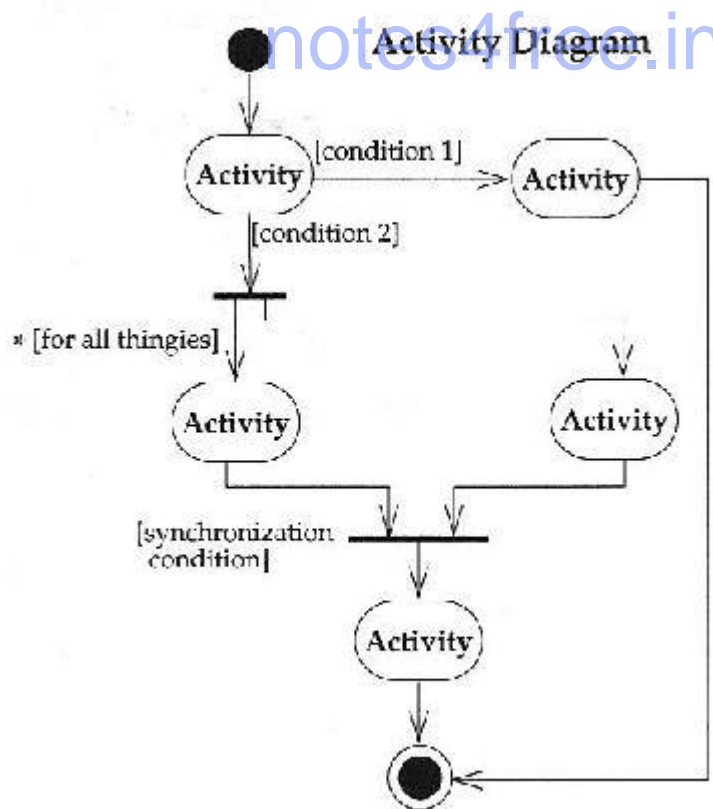 notes4free.in
Activity Diagram
[condition 1]
Activity
Activity
[condition 2]
* [for all thingies]
Activity
Activity
[synchronization
condition]
Activity